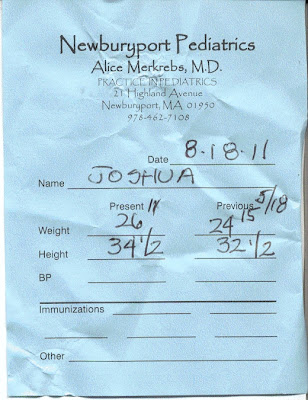 Newburyport Pediatrics
Alice Merkrebs, M.D.
PRACTICE IN PEDIATRICS
21 Highland Avenue
Newburyport, MA 01950
978-462-7108
Date 8·18·11
Name JOSHUA
Present Previous 5/18
Weight 26 24 15
Height 34 1/2 32 1/2
BP
Immunizations
Other